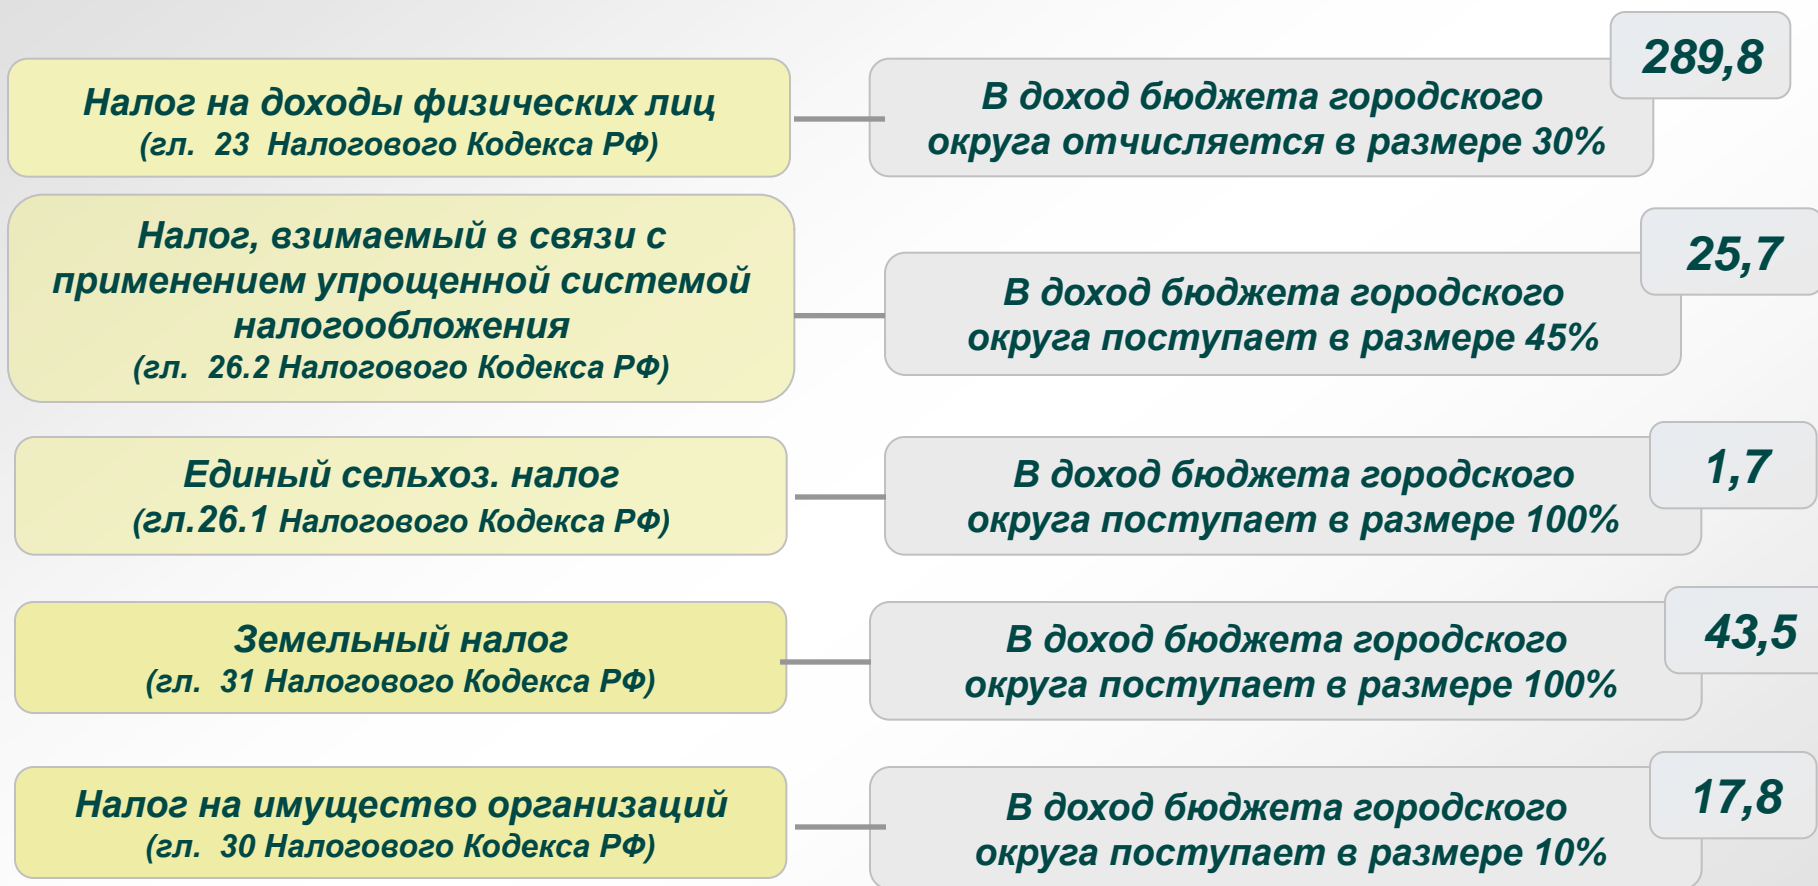 289,8
Налог на доходы физических лиц
(гл. 23 Налогового Кодекса РФ)
В доход бюджета городского
округа отчисляется в размере 30%
25,7
Налог, взимаемый в связи с
применением упрощенной системой
налогообложения
(гл. 26.2 Налогового Кодекса РФ)
В доход бюджета городского
округа поступает в размере 45%
1,7
Единый сельхоз. налог
(гл.26.1 Налогового Кодекса РФ)
В доход бюджета городского
округа поступает в размере 100%
43,5
Земельный налог
(гл. 31 Налогового Кодекса РФ)
В доход бюджета городского
округа поступает в размере 100%
17,8
Налог на имущество организаций
(гл. 30 Налогового Кодекса РФ)
В доход бюджета городского
округа поступает в размере 10%